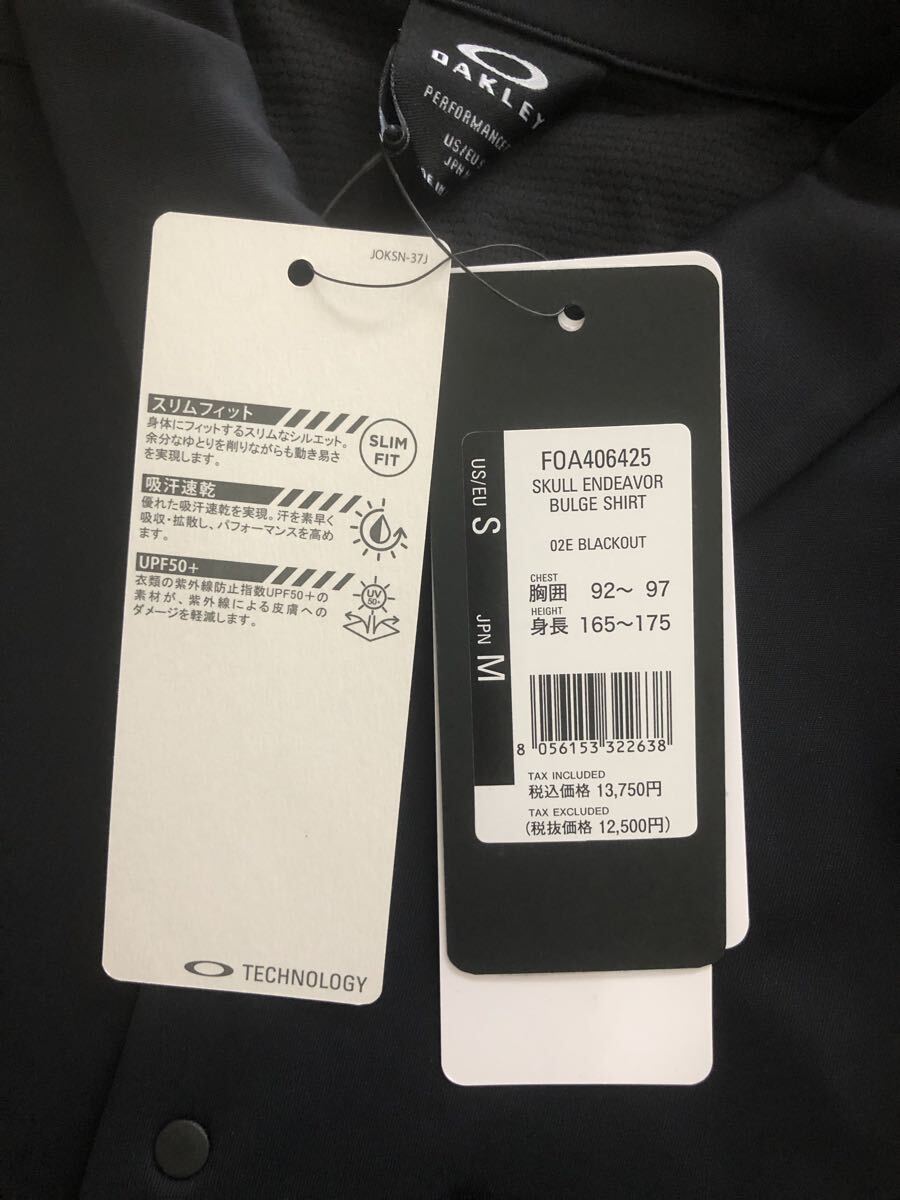 OAKLEY
PERFORMANCE
US/EU S
JPN M
JOKSN-37J
スリムフィット
身体にフィットするスリムなシルエット。
余分なゆとりを削りながらも動き易さ
を実現します。
SLIM
FIT
吸汗速乾
優れた吸汗速乾を実現。汗を素早く
吸収・拡散し、パフォーマンスを高め
ます。
UPF50+
衣類の紫外線防止指数UPF50+の
素材が、紫外線による皮膚への
ダメージを軽減します。
UV
50+
TECHNOLOGY
US/EU S
JPN M
FOA406425
SKULL ENDEAVOR
BULGE SHIRT
02E BLACKOUT
CHEST
胸囲 92～ 97
HEIGHT
身長 165～175
8 056153 322638
TAX INCLUDED
税込価格 13,750円
TAX EXCLUDED
(税抜価格 12,500円)